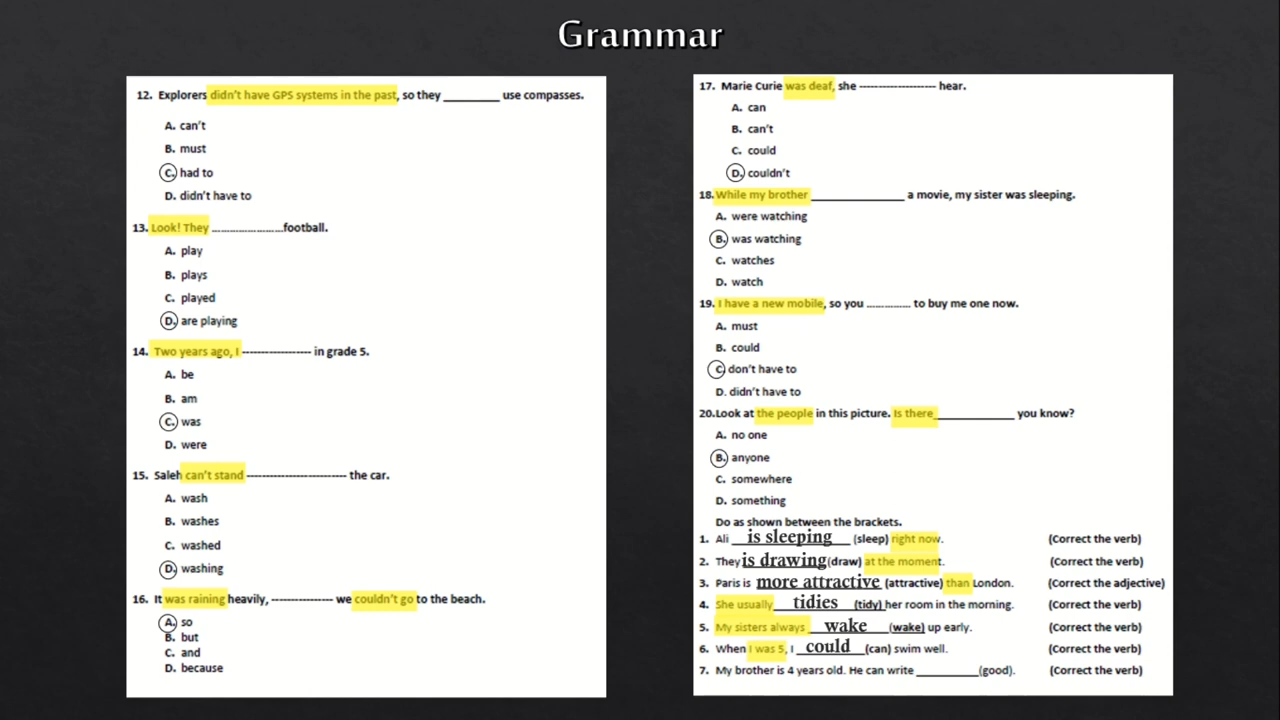 Grammar
12. Explorers didn't have GPS systems in the past, so they _________ use compasses.
A. can't
B. must
C. had to
D. didn't have to
13. Look! They ........................football.
A. play
B. plays
C. played
D. are playing
14. Two years ago, I ------------------ in grade 5.
A. be
B. am
C. was
D. were
15. Saleh can't stand -------------------------- the car.
A. wash
B. washes
C. washed
D. washing
16. It was raining heavily, ---------------- we couldn't go to the beach.
A. so
B. but
C. and
D. because
17. Marie Curie was deaf, she -------------------- hear.
A. can
B. can't
C. could
D. couldn't
18. While my brother _______________ a movie, my sister was sleeping.
A. were watching
B. was watching
C. watches
D. watch
19. I have a new mobile, so you .............. to buy me one now.
A. must
B. could
C. don't have to
D. didn't have to
20.Look at the people in this picture. Is there _____________ you know?
A. no one
B. anyone
C. somewhere
D. something
Do as shown between the brackets.
1. Ali __is sleeping___ (sleep) right now. (Correct the verb)
2. They is drawing(draw) at the moment. (Correct the verb)
3. Paris is more attractive (attractive) than London. (Correct the adjective)
4. She usually___tidies___(tidy) her room in the morning. (Correct the verb)
5. My sisters always___wake___(wake) up early. (Correct the verb)
6. When I was 5, I __could__(can) swim well. (Correct the verb)
7. My brother is 4 years old. He can write __________(good). (Correct the verb)